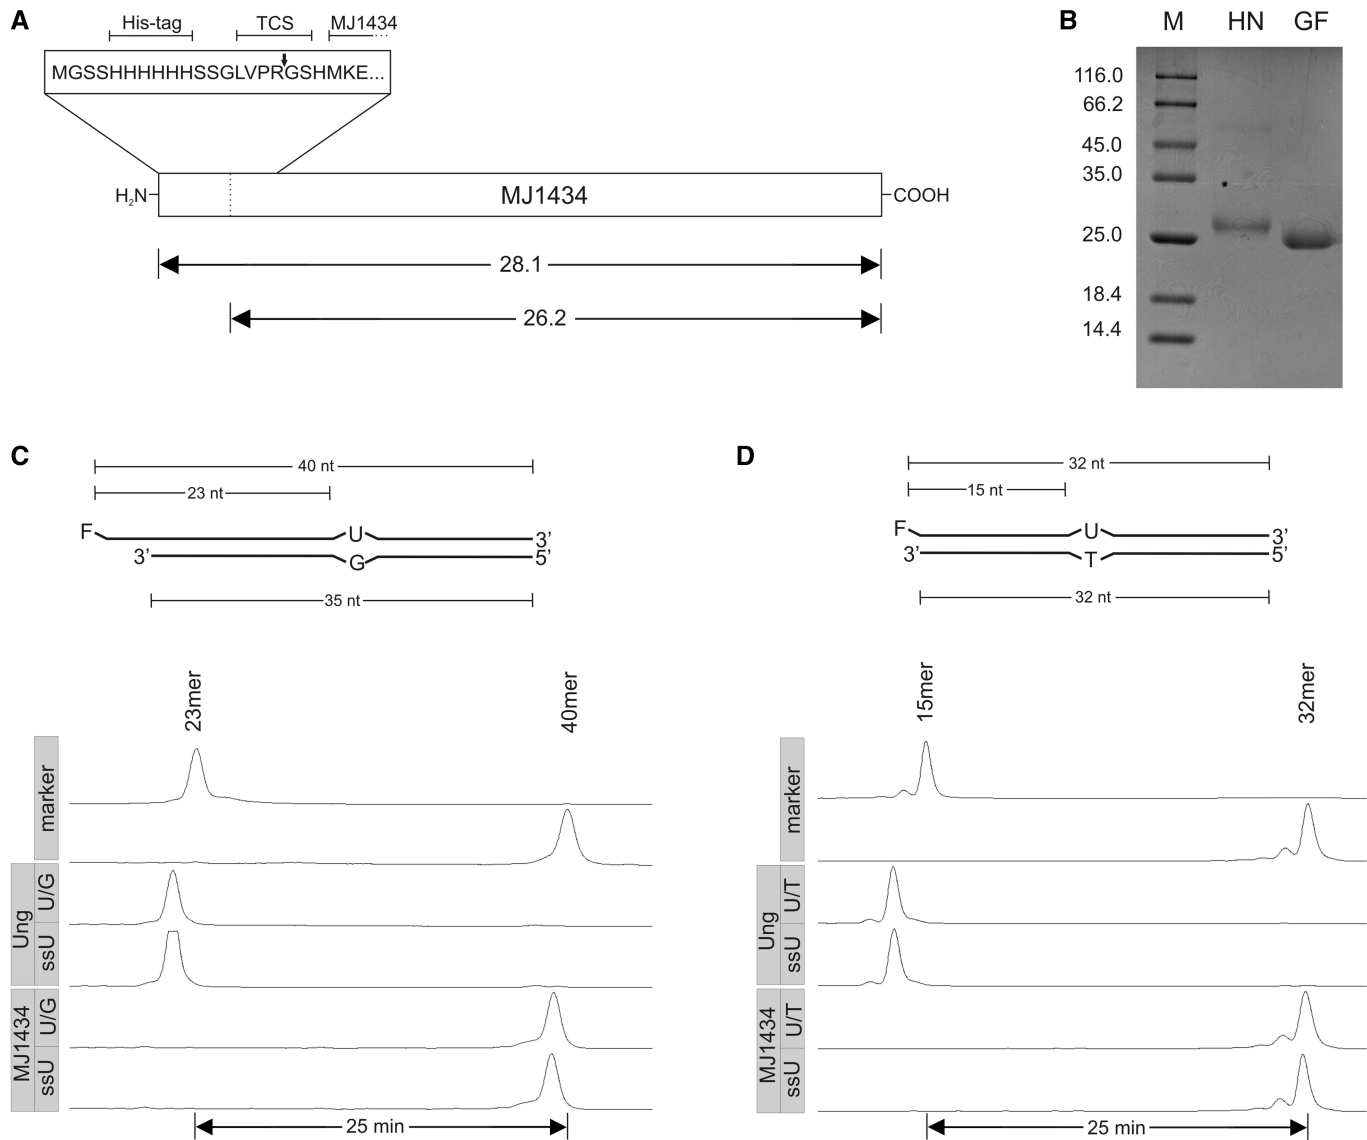 A
His-tag TCS MJ1434
MGSSHHHHHHSSGLVPRGSHMKE...
H₂N MJ1434 COOH
28.1
26.2
B
M HN GF
116.0
66.2
45.0
35.0
25.0
18.4
14.4
C
40 nt
23 nt
F U 3’
3’ G 5’
35 nt
23mer 40mer
marker
Ung U/G
ssU
MJ1434 U/G
ssU
25 min
D
32 nt
15 nt
F U 3’
3’ T 5’
32 nt
15mer 32mer
marker
Ung U/T
ssU
MJ1434 U/T
ssU
25 min